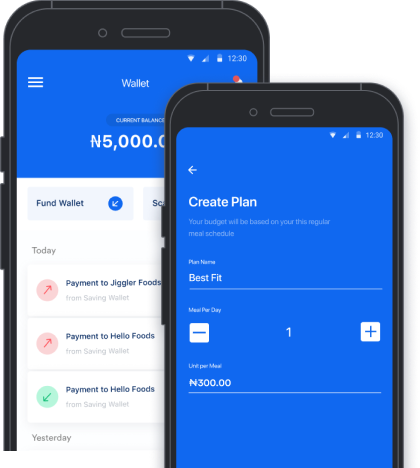 12:30
Wallet
CURRENT BALANCE
₦5,000.0
Fund Wallet
Sc
Today
Payment to Jiggler Foods
from Saving Wallet
Payment to Hello Foods
from Saving Wallet
Payment to Hello Foods
from Saving Wallet
Yesterday
12:30
Create Plan
Your budget will be based on your this regular
meal schedule
Plan Name
Best Fit
Meal Per Day
1
Unit per Meal
₦300.00